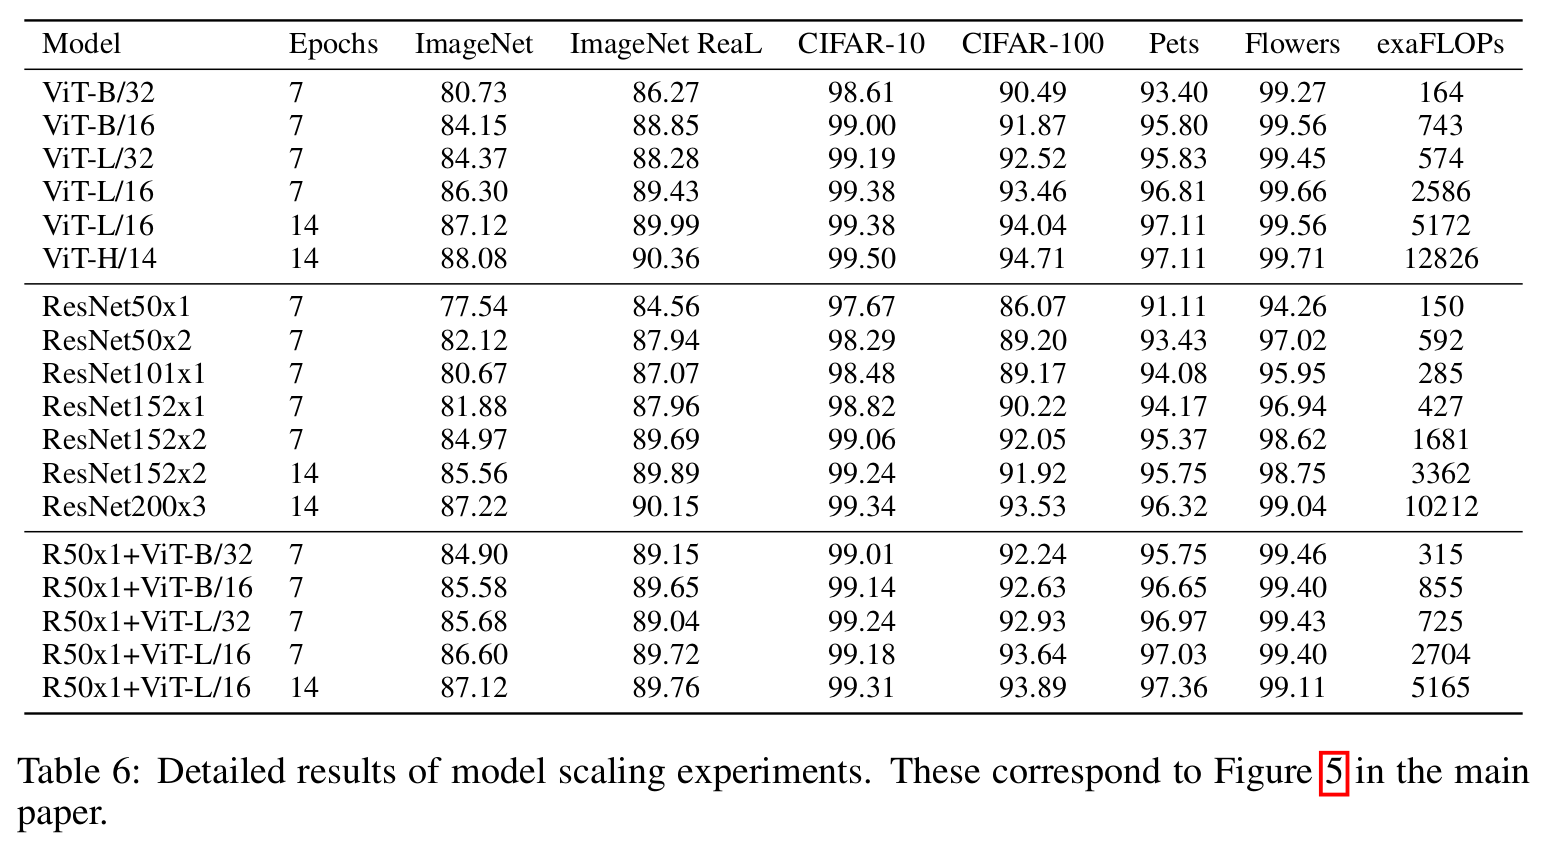 Model Epochs ImageNet ImageNet ReaL CIFAR-10 CIFAR-100 Pets Flowers exaFLOPs
ViT-B/32 7 80.73 86.27 98.61 90.49 93.40 99.27 164
ViT-B/16 7 84.15 88.85 99.00 91.87 95.80 99.56 743
ViT-L/32 7 84.37 88.28 99.19 92.52 95.83 99.45 574
ViT-L/16 7 86.30 89.43 99.38 93.46 96.81 99.66 2586
ViT-L/16 14 87.12 89.99 99.38 94.04 97.11 99.56 5172
ViT-H/14 14 88.08 90.36 99.50 94.71 97.11 99.71 12826
ResNet50x1 7 77.54 84.56 97.67 86.07 91.11 94.26 150
ResNet50x2 7 82.12 87.94 98.29 89.20 93.43 97.02 592
ResNet101x1 7 80.67 87.07 98.48 89.17 94.08 95.95 285
ResNet152x1 7 81.88 87.96 98.82 90.22 94.17 96.94 427
ResNet152x2 7 84.97 89.69 99.06 92.05 95.37 98.62 1681
ResNet152x2 14 85.56 89.89 99.24 91.92 95.75 98.75 3362
ResNet200x3 14 87.22 90.15 99.34 93.53 96.32 99.04 10212
R50x1+ViT-B/32 7 84.90 89.15 99.01 92.24 95.75 99.46 315
R50x1+ViT-B/16 7 85.58 89.65 99.14 92.63 96.65 99.40 855
R50x1+ViT-L/32 7 85.68 89.04 99.24 92.93 96.97 99.43 725
R50x1+ViT-L/16 7 86.60 89.72 99.18 93.64 97.03 99.40 2704
R50x1+ViT-L/16 14 87.12 89.76 99.31 93.89 97.36 99.11 5165
Table 6: Detailed results of model scaling experiments. These correspond to Figure 5 in the main
paper.